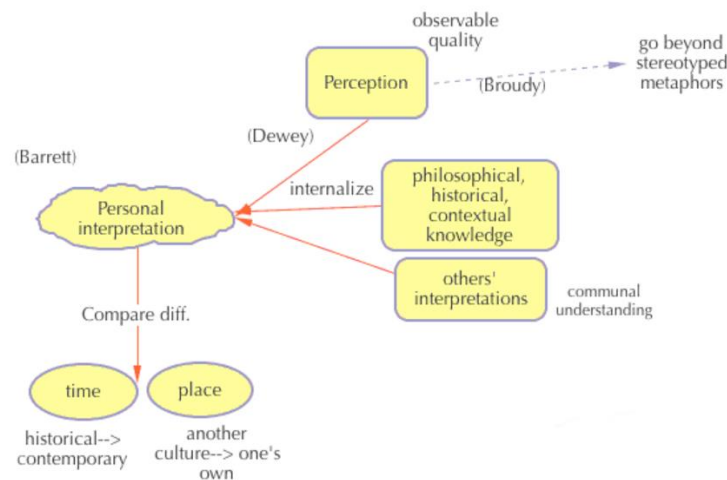 observable
quality
go beyond
stereotyped
metaphors
Perception
(Broudy)
(Dewey)
(Barrett)
internalize
philosophical,
historical,
contextual
knowledge
Personal
interpretation
others'
interpretations
communal
understanding
Compare diff.
time
place
historical-->
contemporary
another
culture--> one's
own